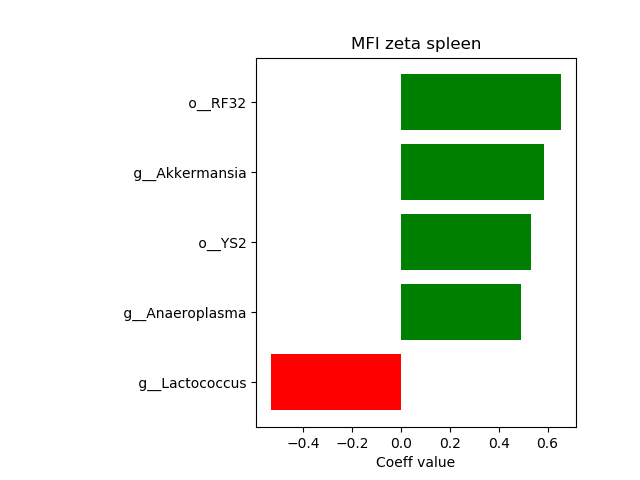 MFI zeta spleen
o__RF32
g__Akkermansia
o__YS2
g__Anaeroplasma
g__Lactococcus
−0.4 −0.2 0.0 0.2 0.4 0.6
Coeff value